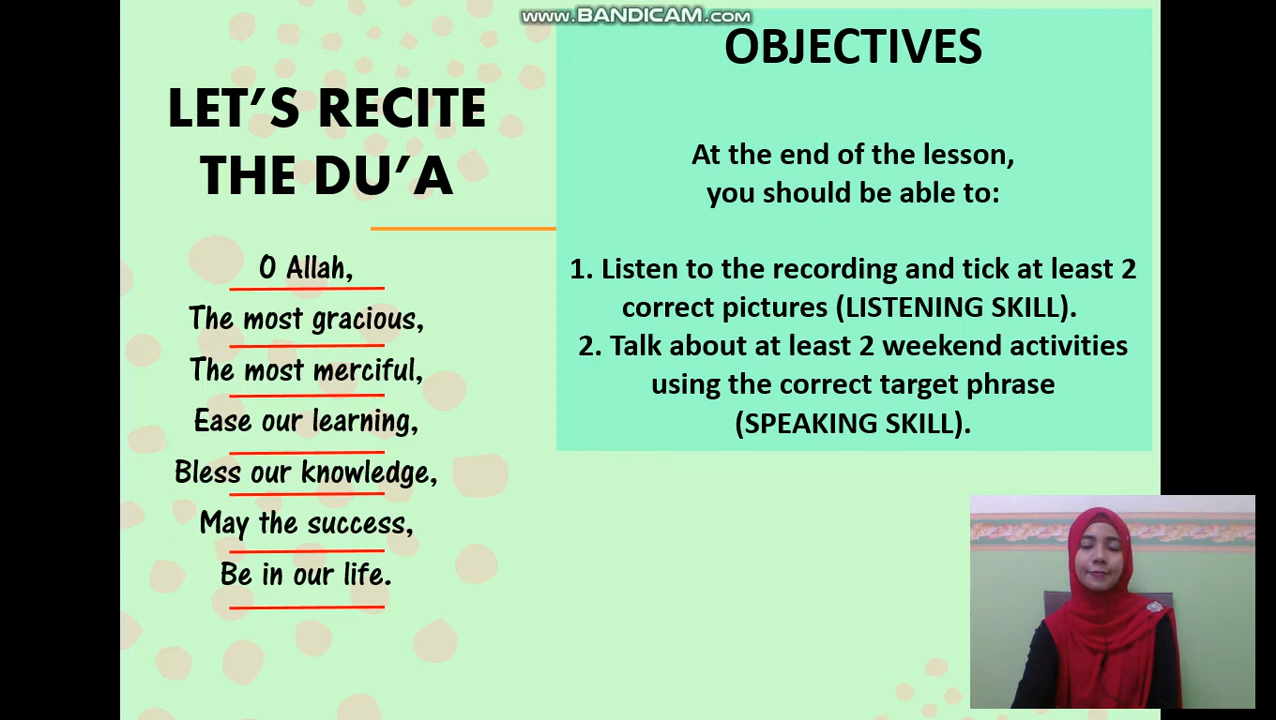 www.BANDICAM.com
LET'S RECITE
THE DU'A
O Allah,
The most gracious,
The most merciful,
Ease our learning,
Bless our knowledge,
May the success,
Be in our life.
OBJECTIVES
At the end of the lesson,
you should be able to:
1. Listen to the recording and tick at least 2
correct pictures (LISTENING SKILL).
2. Talk about at least 2 weekend activities
using the correct target phrase
(SPEAKING SKILL).